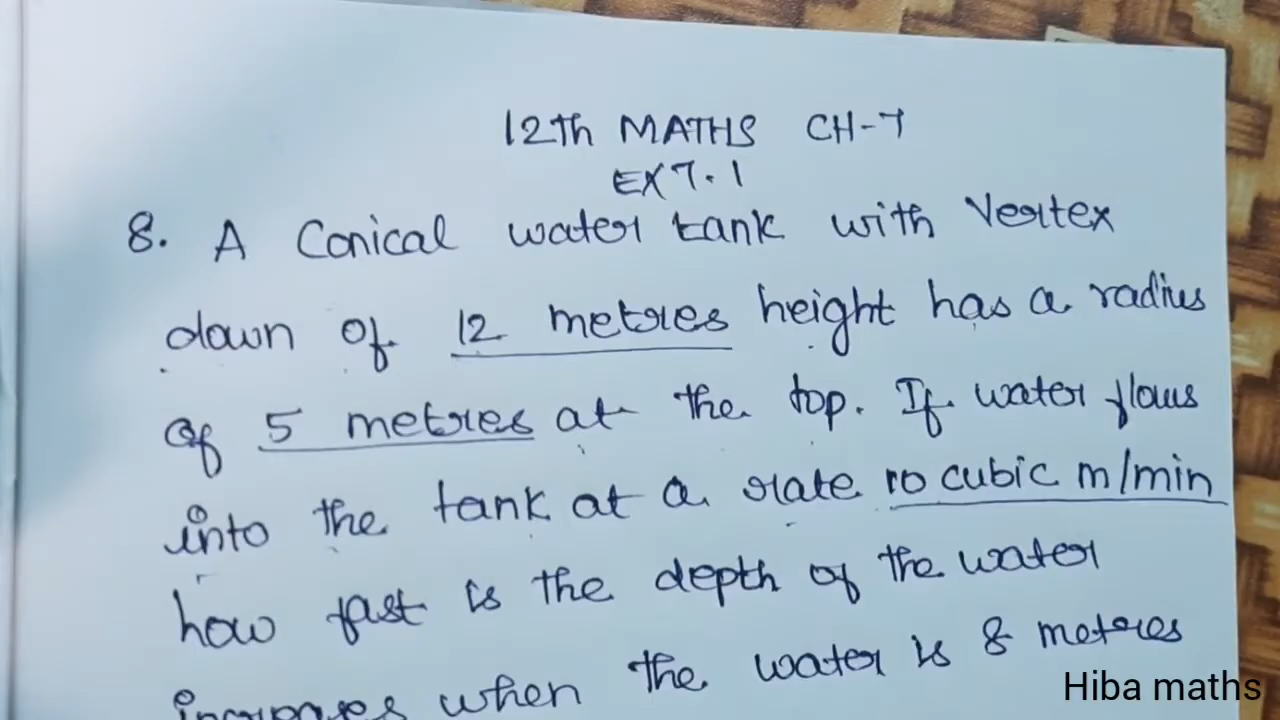 12th MATHS CH-7
EX 7.1
8. A Conical water tank with Vertex
down of 12 metres height has a radius
of 5 metres at the top. If water flows
into the tank at a rate 10 cubic m/min
how fast is the depth of the water
increases when the water is 8 metres
Hiba maths